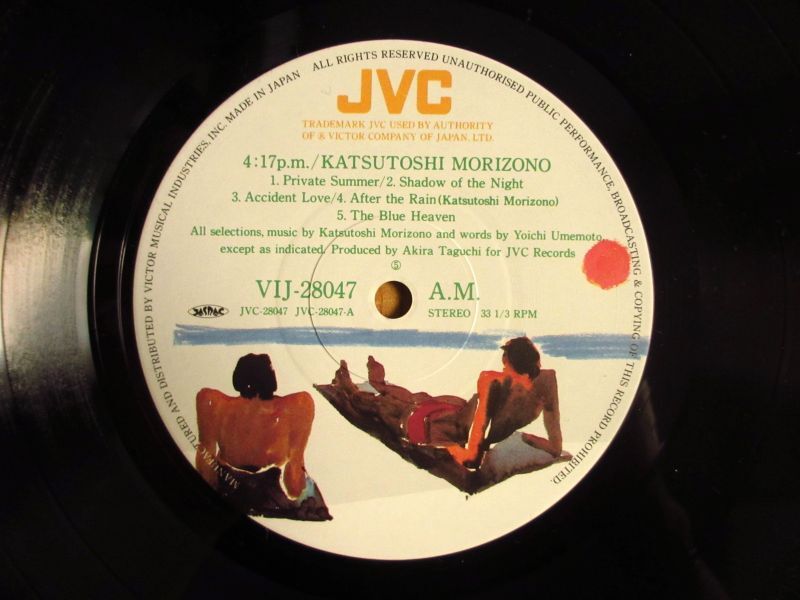 MANUFACTURED AND DISTRIBUTED BY VICTOR MUSICAL INDUSTRIES, INC. MADE IN JAPAN ALL RIGHTS RESERVED UNAUTHORISED PUBLIC PERFORMANCE, BROADCASTING & COPYING OF THIS RECORD PROHIBITED.
JVC
TRADEMARK JVC USED BY AUTHORITY
OF ® VICTOR COMPANY OF JAPAN, LTD.
4:17p.m./KATSUTOSHI MORIZONO
1. Private Summer/2. Shadow of the Night
3. Accident Love/4. After the Rain(Katsutoshi Morizono)
5. The Blue Heaven
All selections, music by Katsutoshi Morizono and words by Yoichi Umemoto,
except as indicated. Produced by Akira Taguchi for JVC Records
⑤
VIJ-28047 A.M.
JASRAC JVC-28047 JVC-28047-A STEREO 33 1/3 RPM